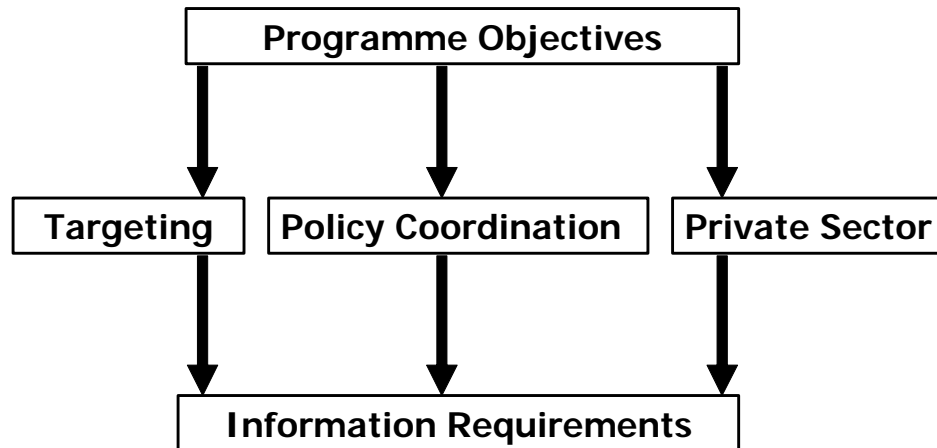 Programme Objectives
Targeting
Policy Coordination
Private Sector
Information Requirements